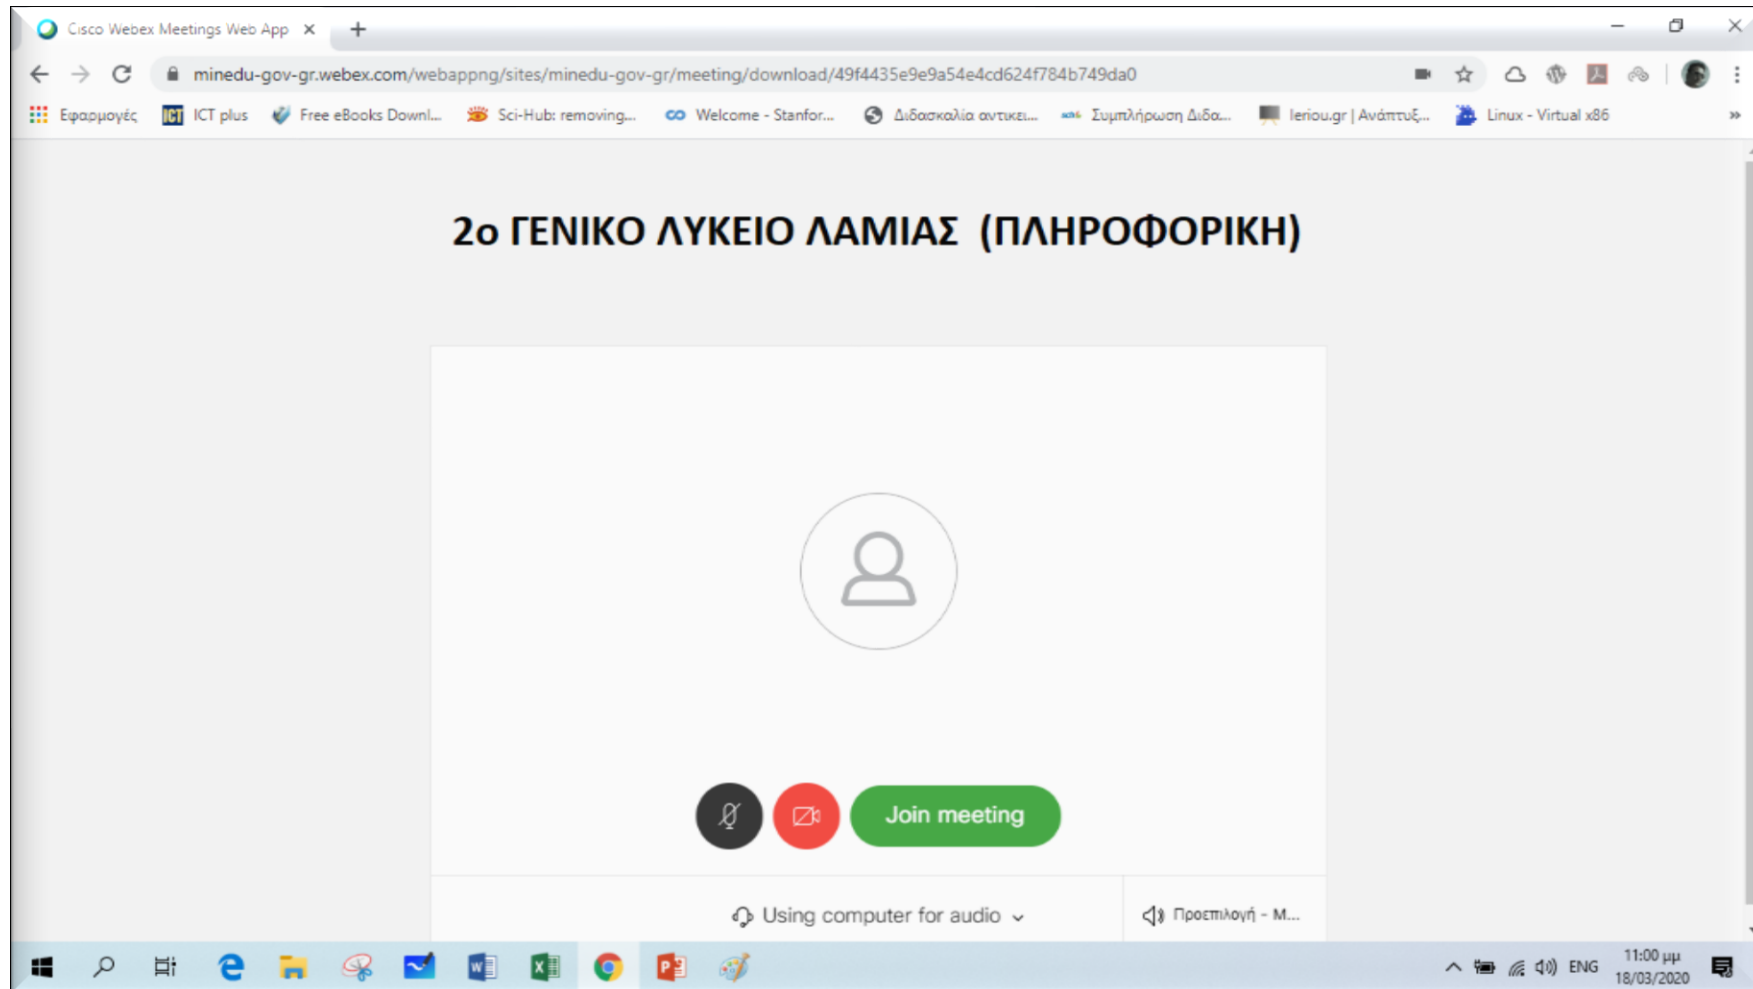 Cisco Webex Meetings Web App
minedu-gov-gr.webex.com/webappng/sites/minedu-gov-gr/meeting/download/49f4435e9e9a54e4cd624f784b749da0
Εφαρμογές ICT ICT plus Free eBooks Downl... Sci-Hub: removing... Welcome - Stanfor... Διδασκαλία αντικει... Συμπλήρωση Διδα... Ieriou.gr | Ανάπτυξ... Linux - Virtual x86
2ο ΓΕΝΙΚΟ ΛΥΚΕΙΟ ΛΑΜΙΑΣ (ΠΛΗΡΟΦΟΡΙΚΗ)
Join meeting
Using computer for audio
Προεπιλογή - Μ...
ENG
11:00 μμ
18/03/2020